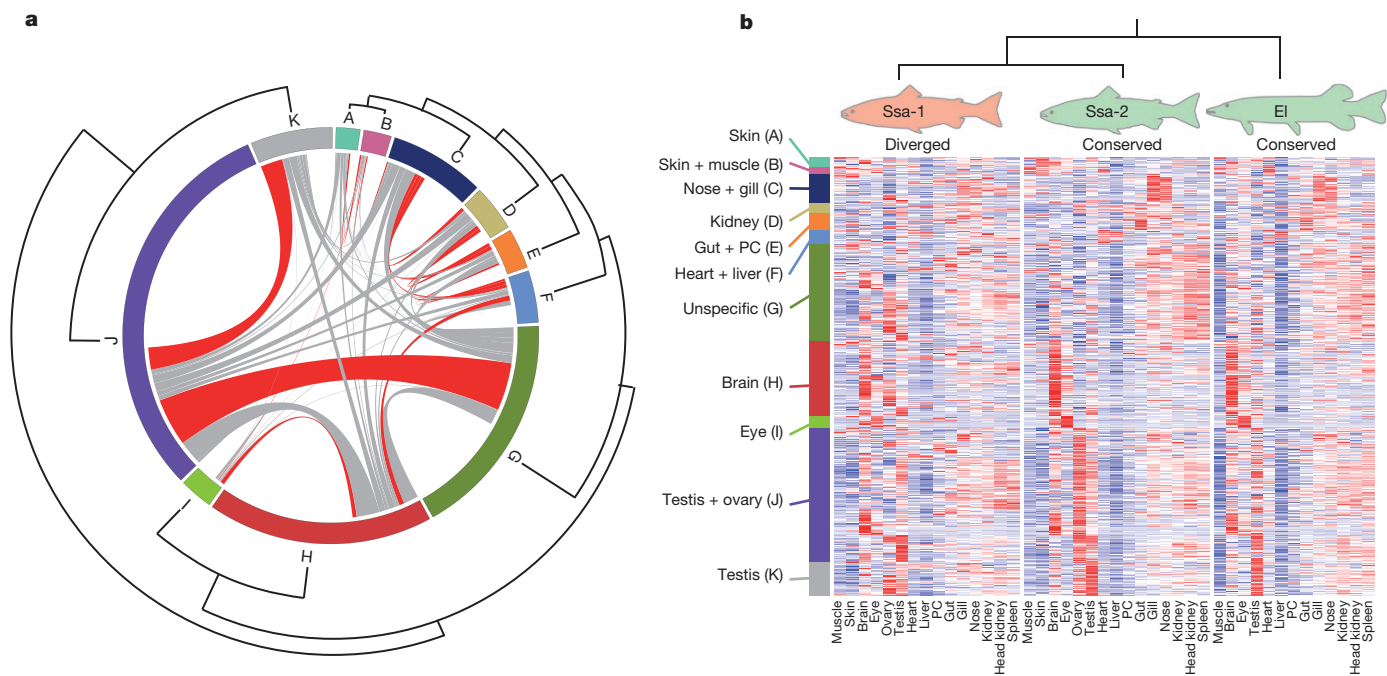 a
K
A
B
C
D
E
F
G
H
J
b
Ssa-1
Ssa-2
El
Diverged
Conserved
Conserved
Skin (A)
Skin + muscle (B)
Nose + gill (C)
Kidney (D)
Gut + PC (E)
Heart + liver (F)
Unspecific (G)
Brain (H)
Eye (I)
Testis + ovary (J)
Testis (K)
Muscle
Skin
Brain
Eye
Ovary
Testis
Heart
Liver
PC
Gut
Gill
Nose
Kidney
Head kidney
Spleen
Muscle
Skin
Brain
Eye
Ovary
Testis
Heart
Liver
PC
Gut
Gill
Nose
Kidney
Head kidney
Spleen
Muscle
Brain
Eye
Testis
Heart
Liver
PC
Gut
Gill
Nose
Kidney
Head kidney
Spleen